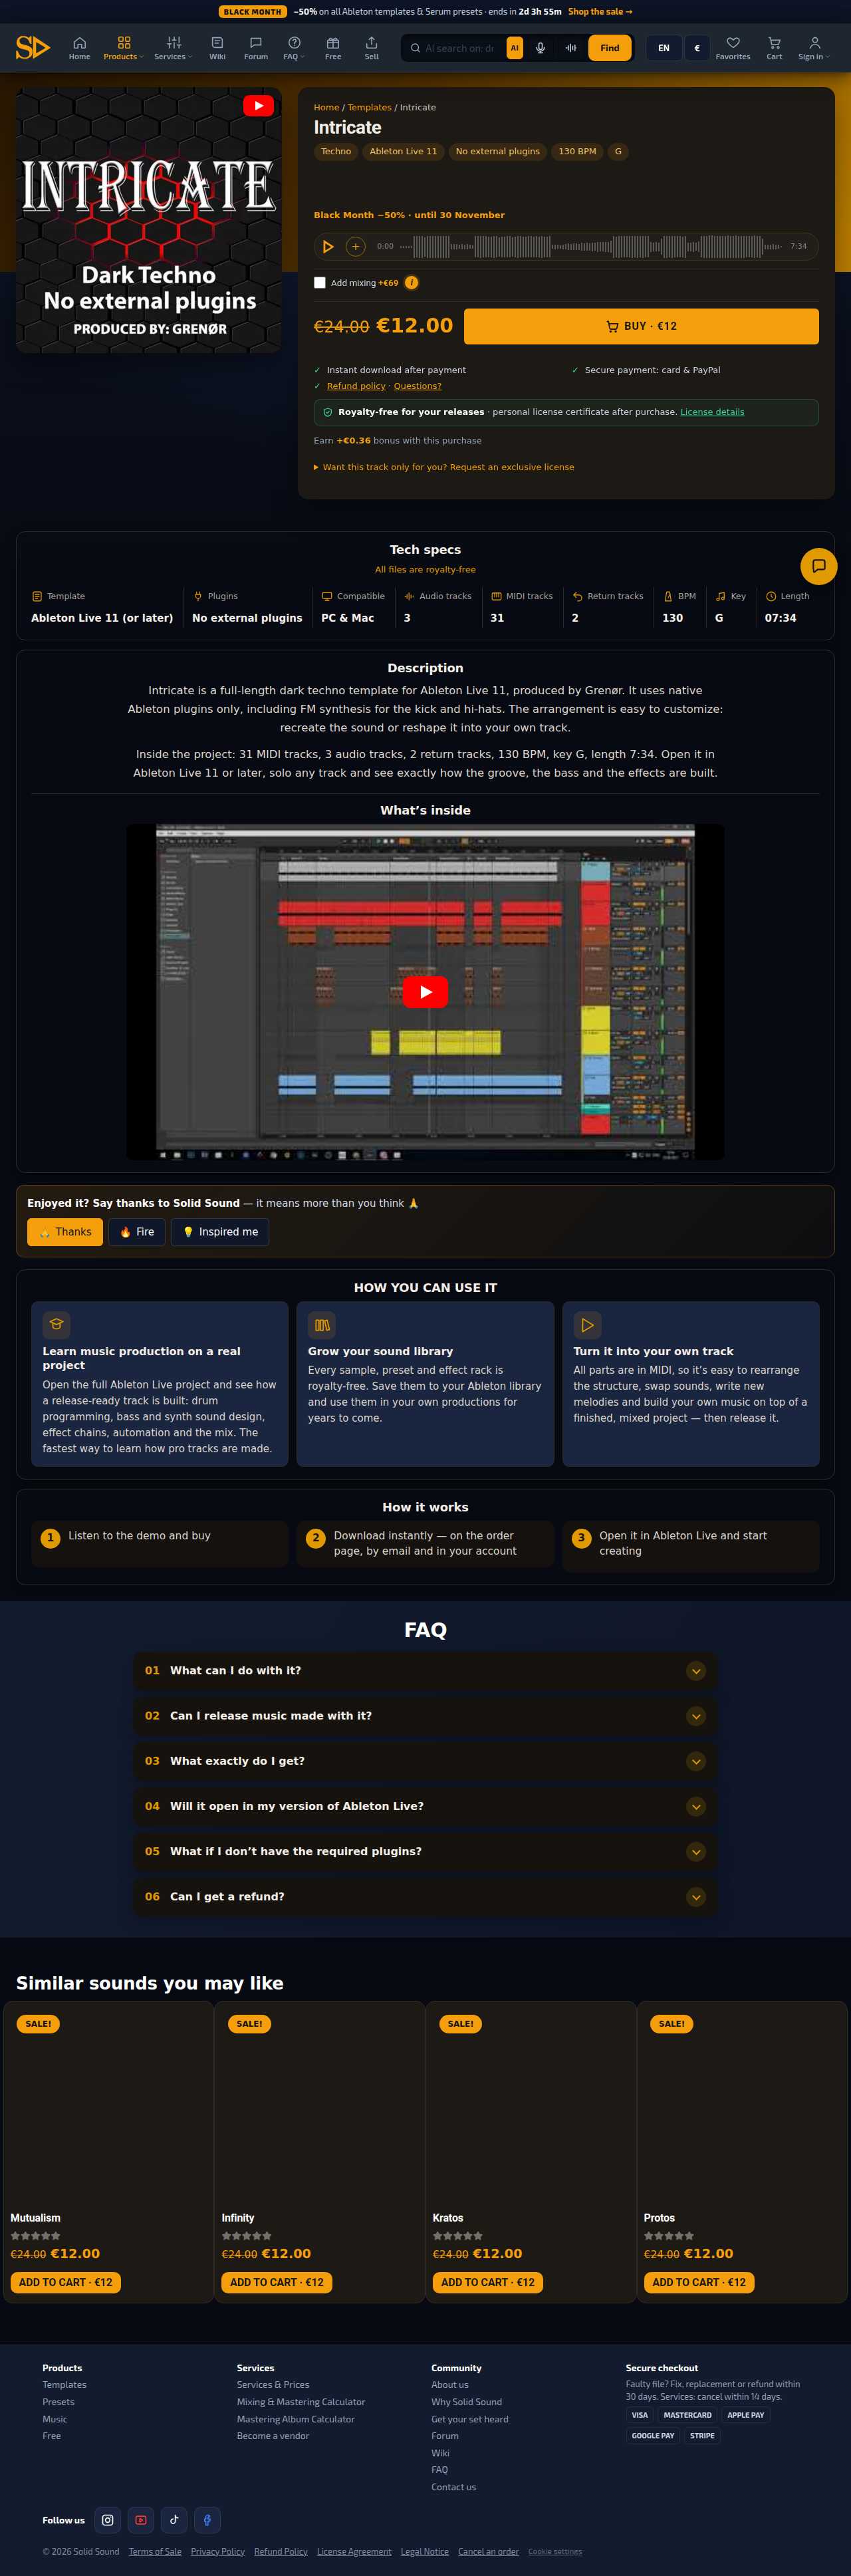 BLACK MONTH −50% on all Ableton templates & Serum presets · ends in 2d 3h 55m Shop the sale →
Home
Products
Services
Wiki
Forum
FAQ
Free
Sell
AI search on:
AI
Find
EN
€
Favorites
Cart
Sign in
INTRICATE
Dark Techno
No external plugins
PRODUCED BY: GRENØR
Home / Templates / Intricate
Intricate
Techno
Ableton Live 11
No external plugins
130 BPM
G
Black Month −50% · until 30 November
0:00
7:34
Add mixing +€69
i
€24.00 €12.00
BUY · €12
✓ Instant download after payment
✓ Secure payment: card & PayPal
✓ Refund policy · Questions?
Royalty-free for your releases · personal license certificate after purchase. License details
Earn +€0.36 bonus with this purchase
Want this track only for you? Request an exclusive license
Tech specs
All files are royalty-free
Template
Ableton Live 11 (or later)
Plugins
No external plugins
Compatible
PC & Mac
Audio tracks
3
MIDI tracks
31
Return tracks
2
BPM
130
Key
G
Length
07:34
Description
Intricate is a full-length dark techno template for Ableton Live 11, produced by Grenør. It uses native
Ableton plugins only, including FM synthesis for the kick and hi-hats. The arrangement is easy to customize:
recreate the sound or reshape it into your own track.
Inside the project: 31 MIDI tracks, 3 audio tracks, 2 return tracks, 130 BPM, key G, length 7:34. Open it in
Ableton Live 11 or later, solo any track and see exactly how the groove, the bass and the effects are built.
What’s inside
Enjoyed it? Say thanks to Solid Sound — it means more than you think 🙏
🙏 Thanks
🔥 Fire
💡 Inspired me
HOW YOU CAN USE IT
Learn music production on a real
project
Open the full Ableton Live project and see how
a release-ready track is built: drum
programming, bass and synth sound design,
effect chains, automation and the mix. The
fastest way to learn how pro tracks are made.
Grow your sound library
Every sample, preset and effect rack is
royalty-free. Save them to your Ableton library
and use them in your own productions for
years to come.
Turn it into your own track
All parts are in MIDI, so it’s easy to rearrange
the structure, swap sounds, write new
melodies and build your own music on top of a
finished, mixed project — then release it.
How it works
1 Listen to the demo and buy
2 Download instantly — on the order
page, by email and in your account
3 Open it in Ableton Live and start
creating
FAQ
01 What can I do with it?
02 Can I release music made with it?
03 What exactly do I get?
04 Will it open in my version of Ableton Live?
05 What if I don’t have the required plugins?
06 Can I get a refund?
Similar sounds you may like
SALE!
Mutualism
€24.00 €12.00
ADD TO CART · €12
SALE!
Infinity
€24.00 €12.00
ADD TO CART · €12
SALE!
Kratos
€24.00 €12.00
ADD TO CART · €12
SALE!
Protos
€24.00 €12.00
ADD TO CART · €12
Products
Templates
Presets
Music
Free
Services
Services & Prices
Mixing & Mastering Calculator
Mastering Album Calculator
Become a vendor
Community
About us
Why Solid Sound
Get your set heard
Forum
Wiki
FAQ
Contact us
Secure checkout
Faulty file? Fix, replacement or refund within
30 days. Services: cancel within 14 days.
VISA
MASTERCARD
APPLE PAY
GOOGLE PAY
STRIPE
Follow us
© 2026 Solid Sound Terms of Sale Privacy Policy Refund Policy License Agreement Legal Notice Cancel an order Cookie settings